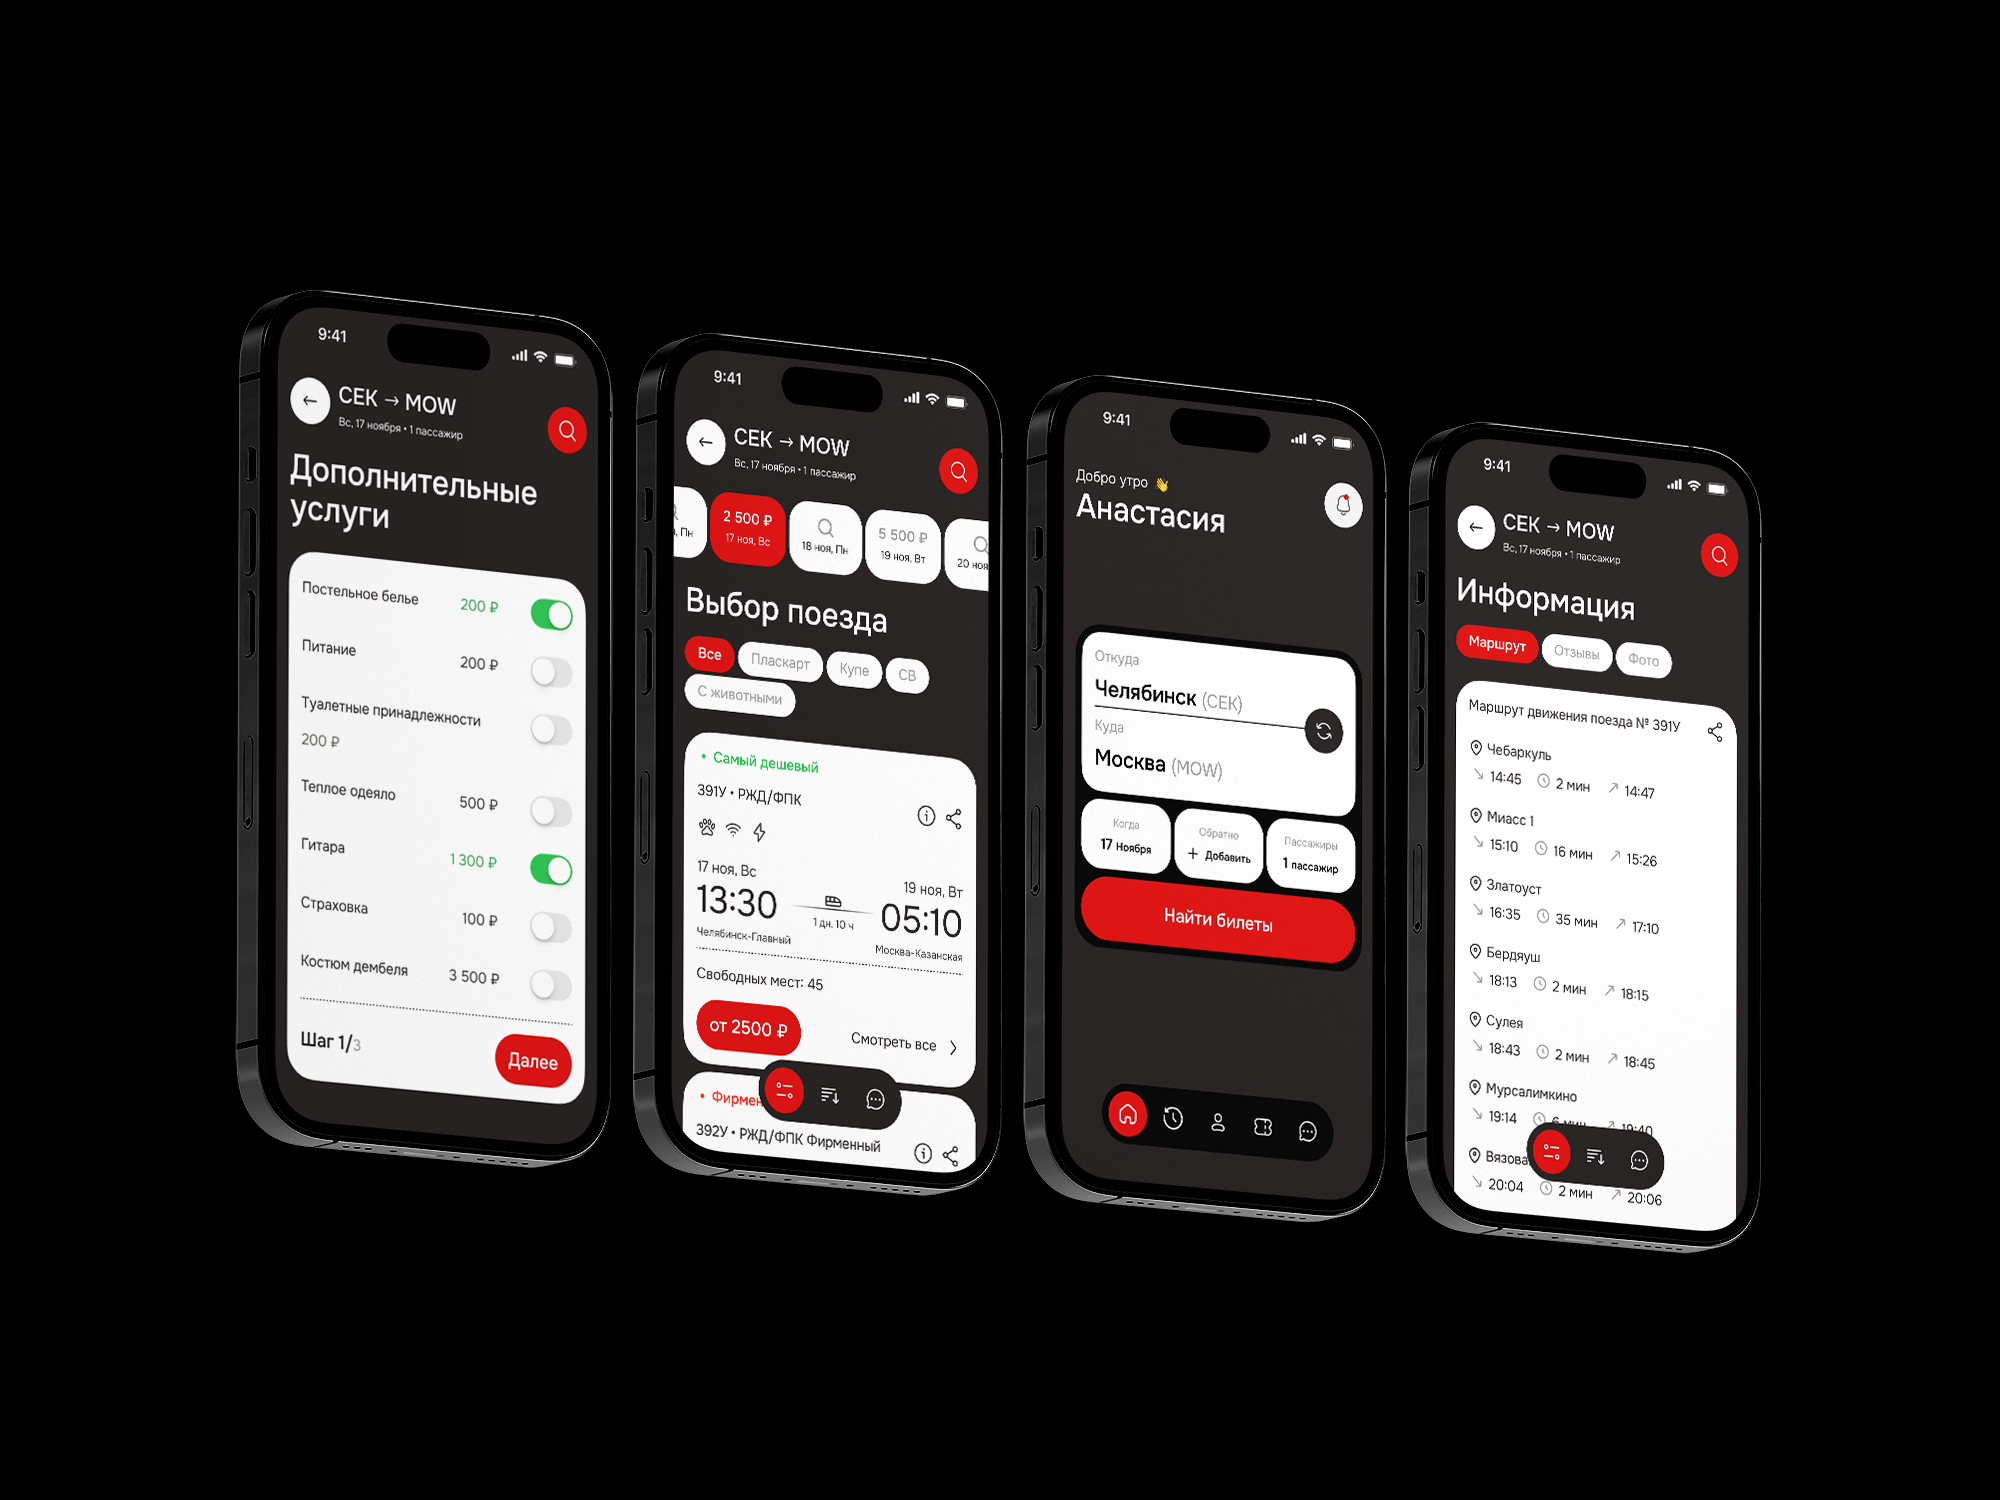 9:41
CEK → MOW
Вс, 17 ноября • 1 пассажир
Дополнительные
услуги
Постельное белье 200 ₽
Питание 200 ₽
Туалетные принадлежности
200 ₽
Теплое одеяло 500 ₽
Гитара 1 300 ₽
Страховка 100 ₽
Костюм дембеля 3 500 ₽
Шаг 1/3 Далее
9:41
CEK → MOW
Вс, 17 ноября • 1 пассажир
2 500 ₽ 5 500 ₽
, Пн 17 ноя, Вс 18 ноя, Пн 19 ноя, Вт 20 ноя
Выбор поезда
Все Пласкарт Купе СВ
С животными
• Самый дешевый
391У • РЖД/ФПК
17 ноя, Вс 19 ноя, Вт
13:30 1 дн. 10 ч 05:10
Челябинск-Главный Москва-Казанская
Свободных мест: 45
от 2500 ₽ Смотреть все
• Фирмен
392У • РЖД/ФПК Фирменный
9:41
Добро утро 👋
Анастасия
Откуда
Челябинск (CEK)
Куда
Москва (MOW)
Когда Обратно Пассажиры
17 Ноября + Добавить 1 пассажир
Найти билеты
9:41
CEK → MOW
Вс, 17 ноября • 1 пассажир
Информация
Маршрут Отзывы Фото
Маршрут движения поезда № 391У
Чебаркуль
14:45 2 мин 14:47
Миасс 1
15:10 16 мин 15:26
Златоуст
16:35 35 мин 17:10
Бердяуш
18:13 2 мин 18:15
Сулея
18:43 2 мин 18:45
Мурсалимкино
19:14 6 мин 19:40
Вязова
20:04 2 мин 20:06